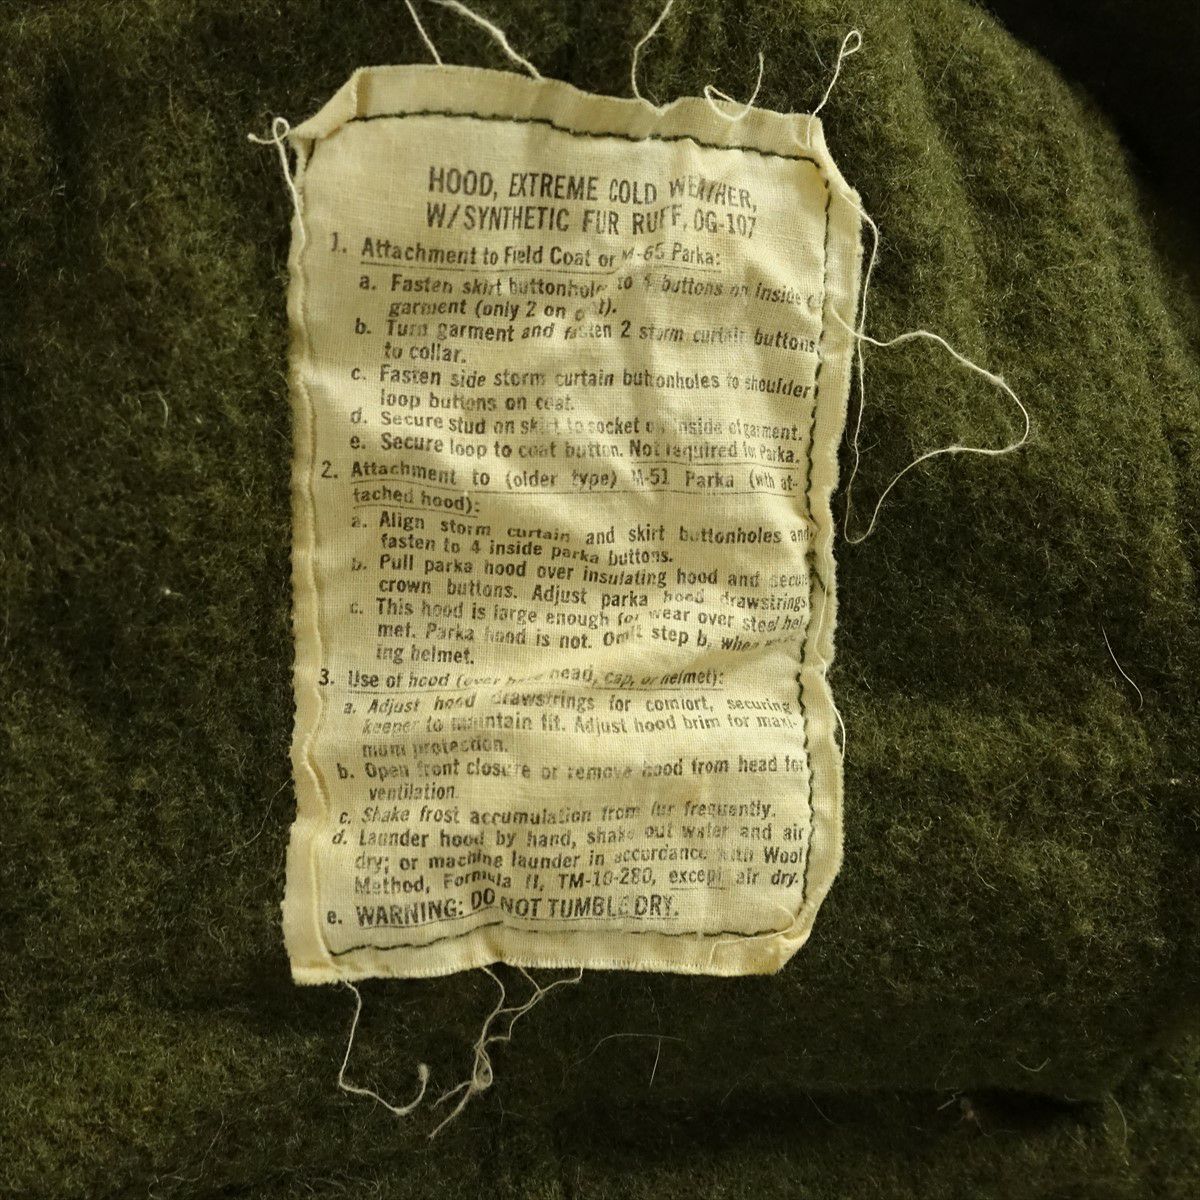 HOOD, EXTREME COLD WEATHER,
W/SYNTHETIC FUR RUFF, OG-107
1. Attachment to Field Coat or M-65 Parka:
a. Fasten skirt buttonhole to 4 buttons on inside of
garment (only 2 on coat).
b. Turn garment and fasten 2 storm curtain buttons
to collar.
c. Fasten side storm curtain buttonholes to shoulder
loop buttons on coat.
d. Secure stud on skirt to socket on inside of garment.
e. Secure loop to coat button. Not required for Parka.
2. Attachment to (older type) M-51 Parka (with at-
tached hood):
a. Align storm curtain and skirt buttonholes and
fasten to 4 inside parka buttons.
b. Pull parka hood over insulating hood and secure
crown buttons. Adjust parka hood drawstrings
c. This hood is large enough for wear over steel hel-
met. Parka hood is not. Omit step b, when
ing helmet.
3. Use of hood (over head, cap, or helmet):
a. Adjust hood drawstrings for comfort, securing
keeper to maintain fit. Adjust hood brim for maxi-
mum protection.
b. Open front closure or remove hood from head for
ventilation
c. Shake frost accumulation from fur frequently.
d. Launder hood by hand, shake out water and air
dry; or machine launder in accordance with Wool
Method, Formula II, TM-10-280, except air dry.
e. WARNING: DO NOT TUMBLE DRY.